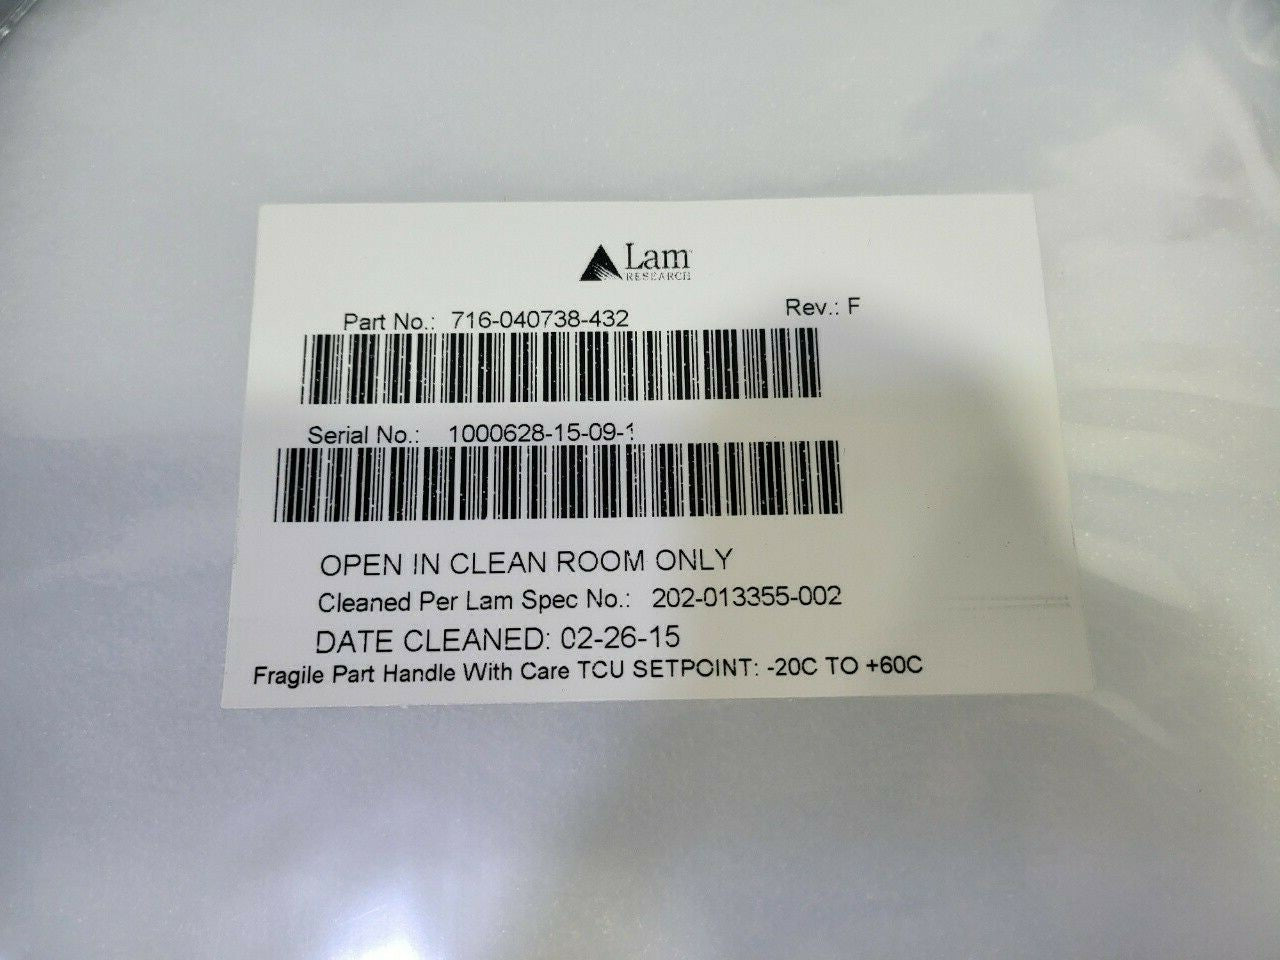 Lam
RESEARCH
Part No.: 716-040738-432 Rev.: F
Serial No.: 1000628-15-09-1
OPEN IN CLEAN ROOM ONLY
Cleaned Per Lam Spec No.: 202-013355-002
DATE CLEANED: 02-26-15
Fragile Part Handle With Care TCU SETPOINT: -20C TO +60C